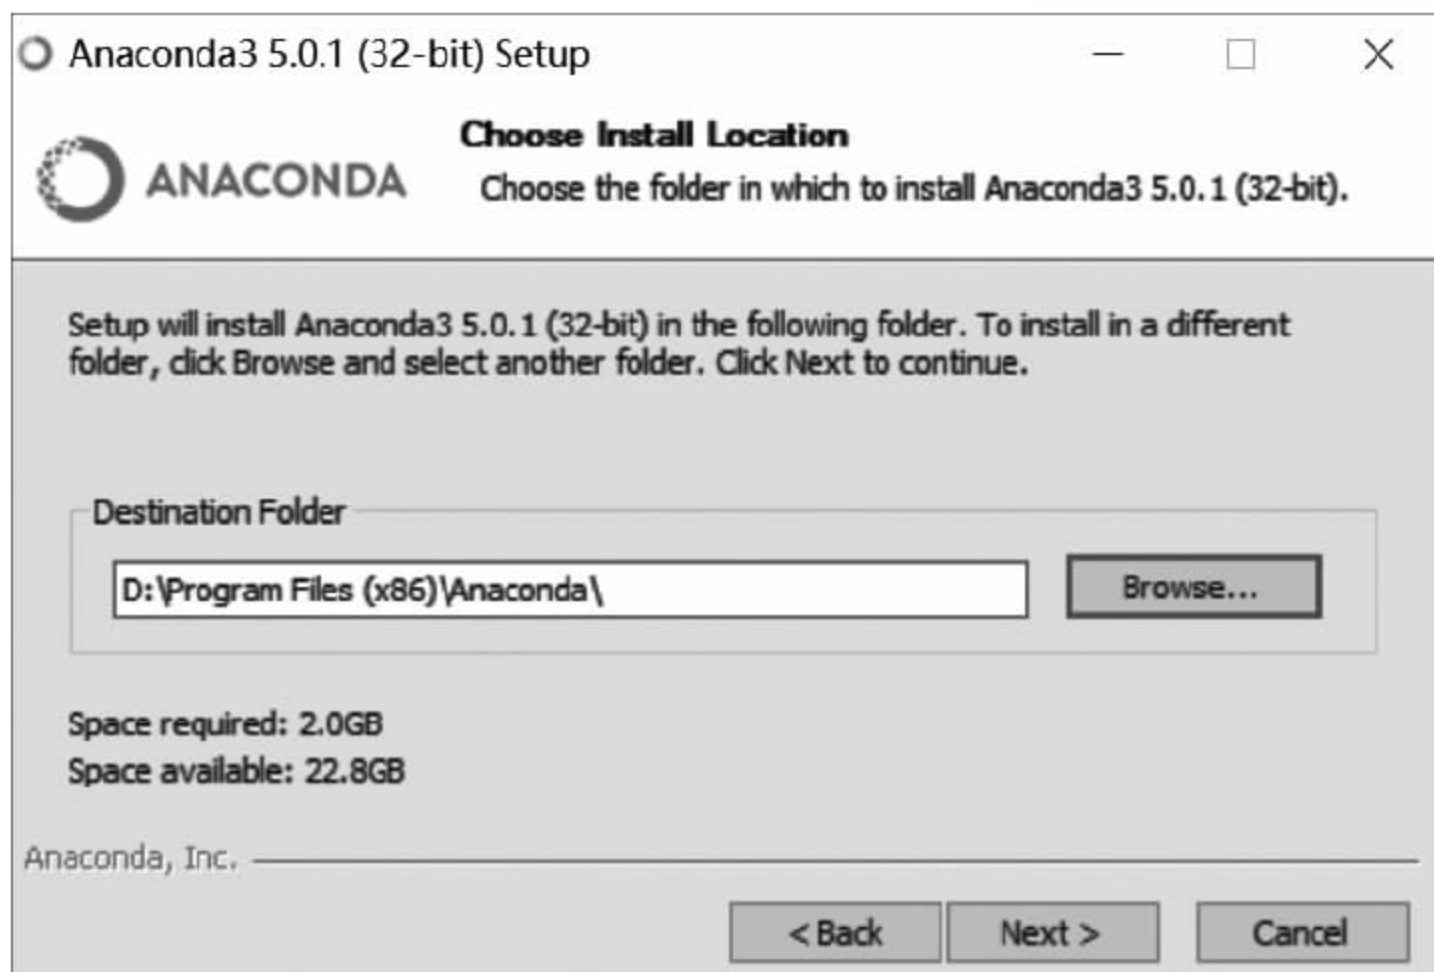 Anaconda3 5.0.1 (32-bit) Setup
ANACONDA
Choose Install Location
Choose the folder in which to install Anaconda3 5.0.1 (32-bit).
Setup will install Anaconda3 5.0.1 (32-bit) in the following folder. To install in a different
folder, click Browse and select another folder. Click Next to continue.
Destination Folder
D:\Program Files (x86)\Anaconda\
Browse...
Space required: 2.0GB
Space available: 22.8GB
Anaconda, Inc.
< Back
Next >
Cancel